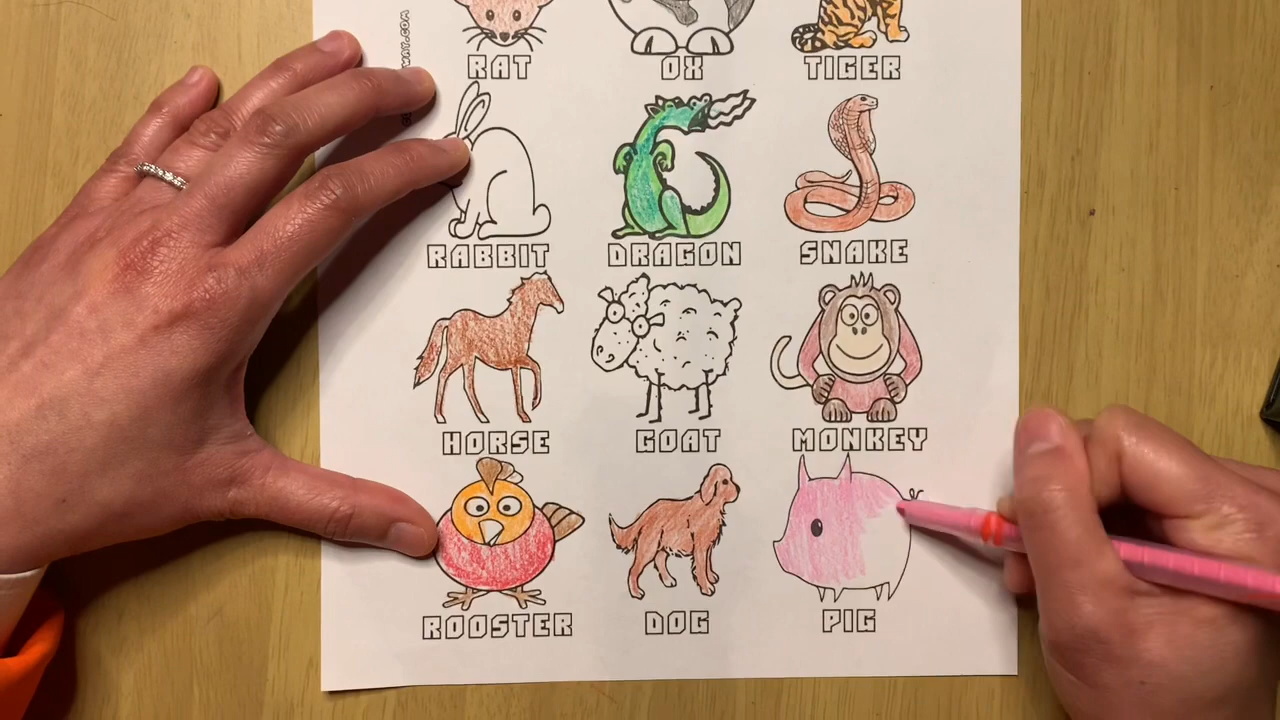 RAT OX TIGER
RABBIT DRAGON SNAKE
HORSE GOAT MONKEY
ROOSTER DOG PIG